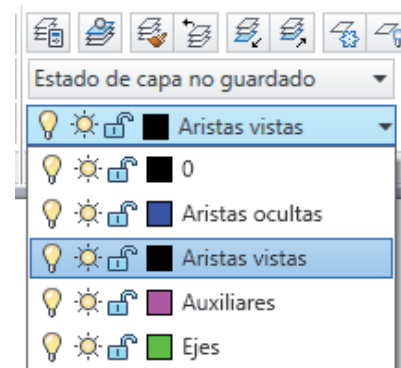 Estado de capa no guardado
Aristas vistas
0
Aristas ocultas
Aristas vistas
Auxiliares
Ejes